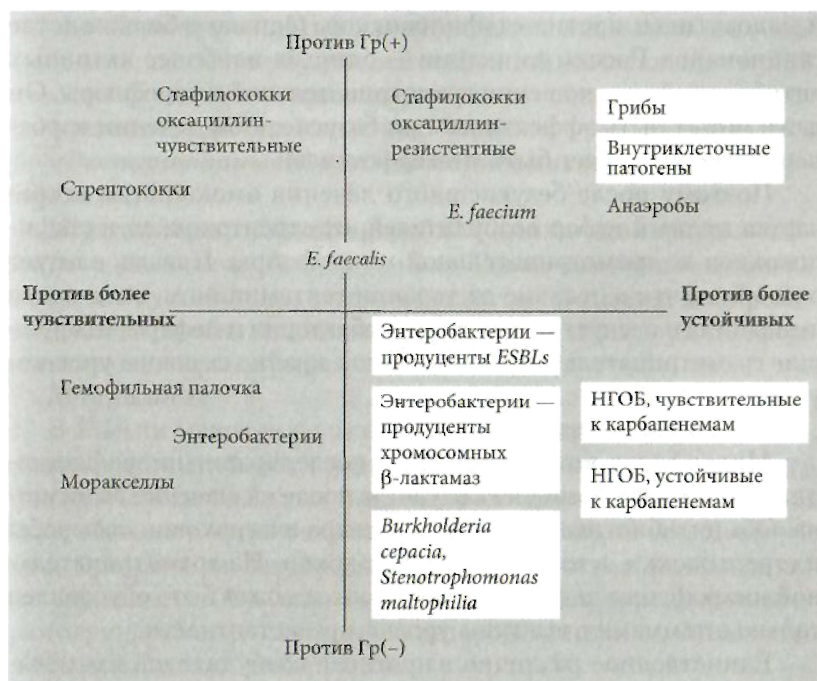 Против Гр(+)
Стафилококки
оксациллин-
чувствительные
Стафилококки
оксациллин-
резистентные
Грибы
Внутриклеточные
патогены
Стрептококки
E. faecium
Анаэробы
E. faecalis
Против более
чувствительных
Против более
устойчивых
Энтеробактерии —
продуценты ESBLs
Гемофильная палочка
Энтеробактерии
Моракселлы
Энтеробактерии —
продуценты
хромосомных
β-лактамаз
НГОБ, чувствительные
к карбапенемам
НГОБ, устойчивые
к карбапенемам
Burkholderia
cepacia,
Stenotrophomonas
maltophilia
Против Гр(–)